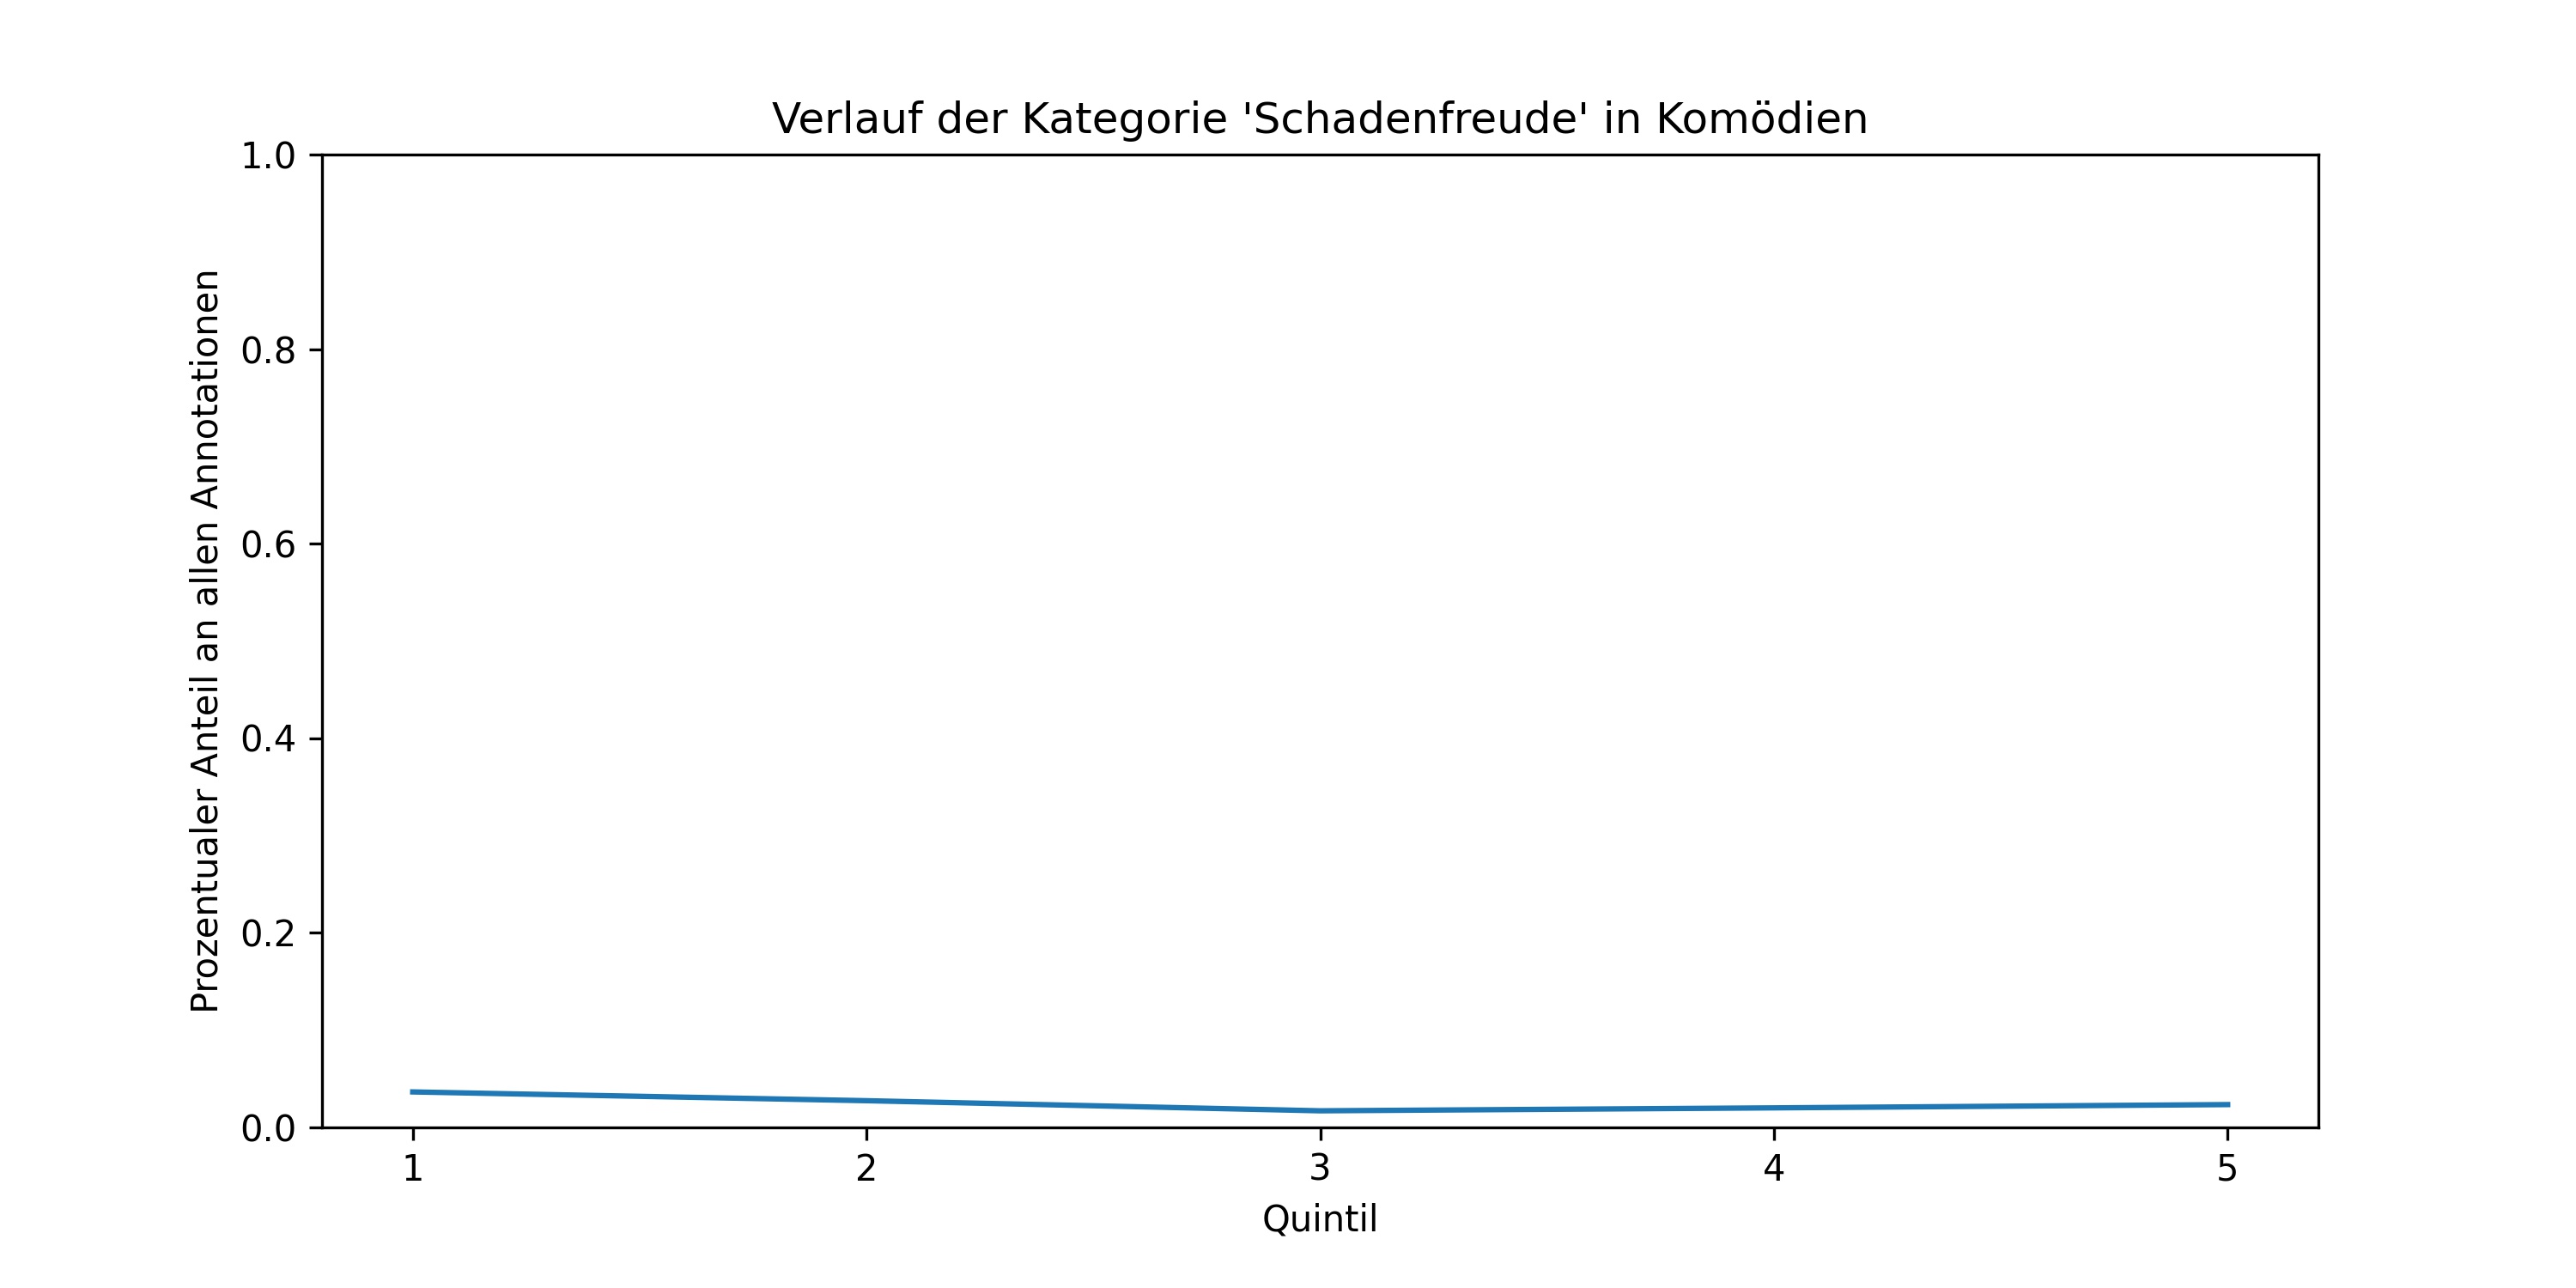 Verlauf der Kategorie 'Schadenfreude' in Komödien
Prozentualer Anteil an allen Annotationen
1.0
0.8
0.6
0.4
0.2
0.0
1 2 3 4 5
Quintil